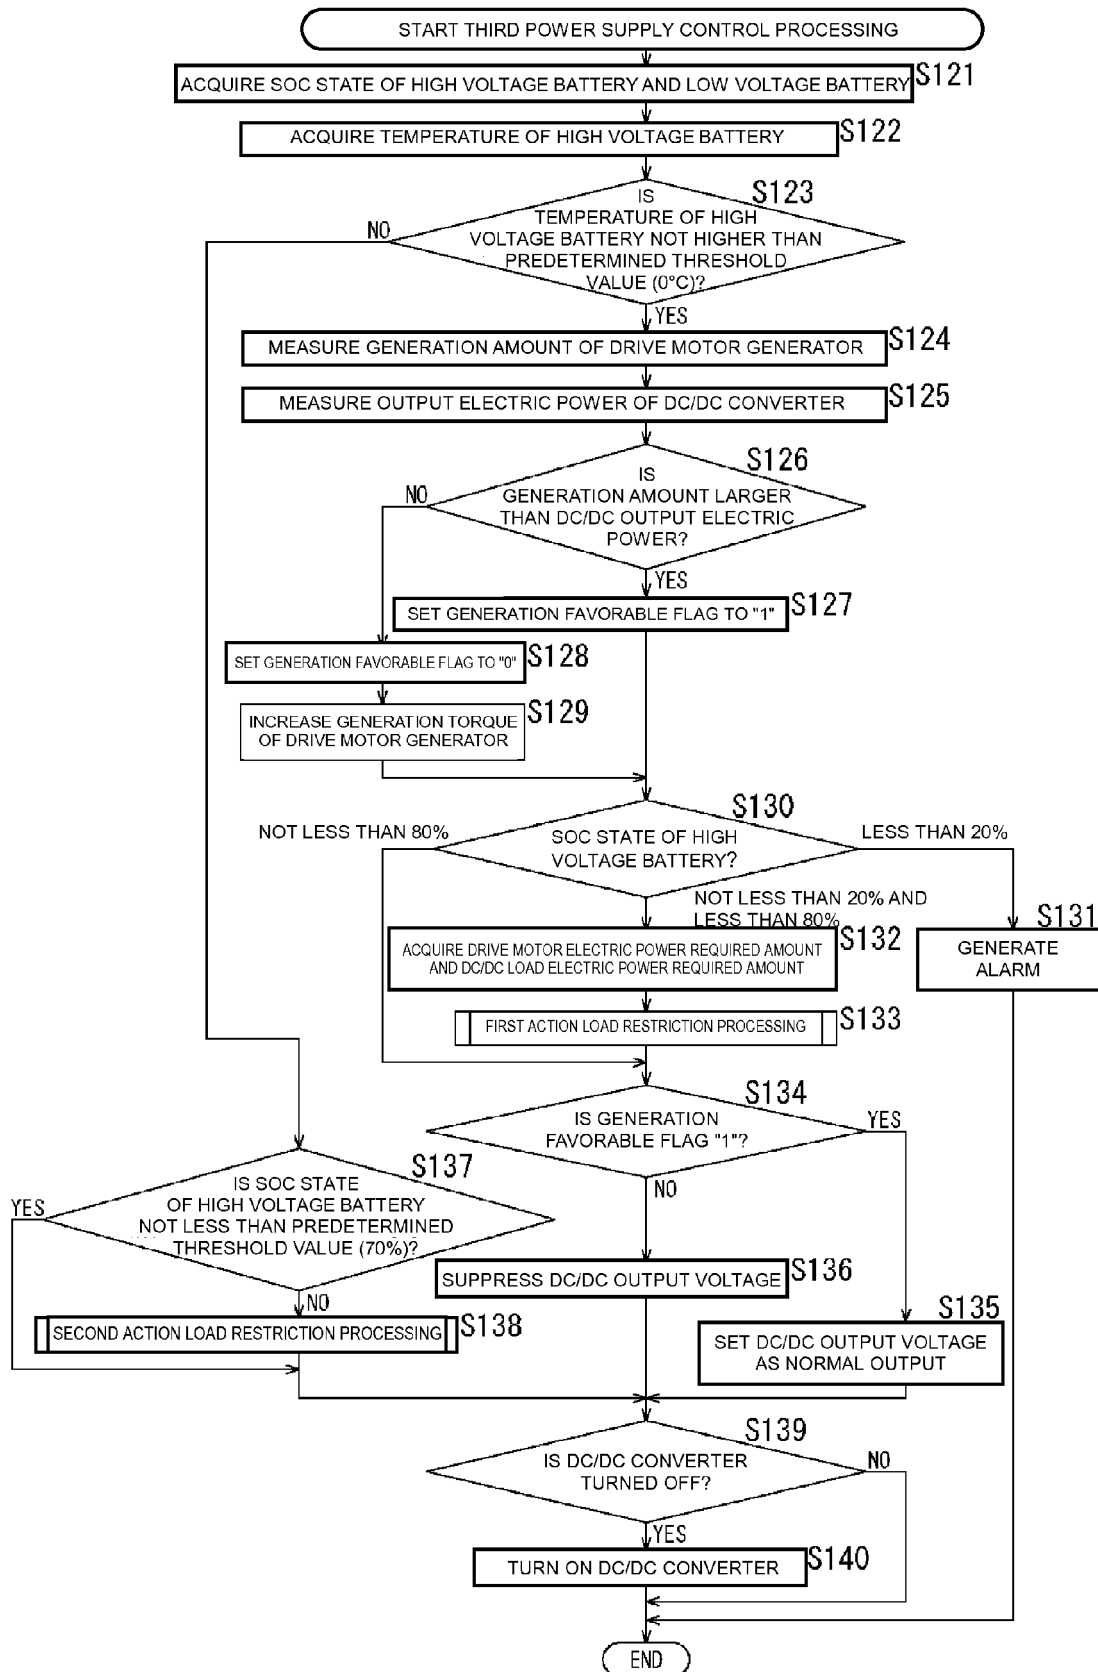 START THIRD POWER SUPPLY CONTROL PROCESSING
ACQUIRE SOC STATE OF HIGH VOLTAGE BATTERY AND LOW VOLTAGE BATTERY
S121
ACQUIRE TEMPERATURE OF HIGH VOLTAGE BATTERY
S122
S123
IS
TEMPERATURE OF HIGH
VOLTAGE BATTERY NOT HIGHER THAN
PREDETERMINED THRESHOLD
VALUE (0°C)?
NO
YES
MEASURE GENERATION AMOUNT OF DRIVE MOTOR GENERATOR
S124
MEASURE OUTPUT ELECTRIC POWER OF DC/DC CONVERTER
S125
S126
IS
GENERATION AMOUNT LARGER
THAN DC/DC OUTPUT ELECTRIC
POWER?
NO
YES
SET GENERATION FAVORABLE FLAG TO "1"
S127
SET GENERATION FAVORABLE FLAG TO "0"
S128
INCREASE GENERATION TORQUE
OF DRIVE MOTOR GENERATOR
S129
S130
NOT LESS THAN 80%
SOC STATE OF HIGH
VOLTAGE BATTERY?
LESS THAN 20%
NOT LESS THAN 20% AND
LESS THAN 80%
S131
GENERATE
ALARM
S132
ACQUIRE DRIVE MOTOR ELECTRIC POWER REQUIRED AMOUNT
AND DC/DC LOAD ELECTRIC POWER REQUIRED AMOUNT
FIRST ACTION LOAD RESTRICTION PROCESSING
S133
S134
IS GENERATION
FAVORABLE FLAG "1"?
YES
NO
S137
IS SOC STATE
OF HIGH VOLTAGE BATTERY
NOT LESS THAN PREDETERMINED
THRESHOLD VALUE (70%)?
YES
NO
SUPPRESS DC/DC OUTPUT VOLTAGE
S136
SECOND ACTION LOAD RESTRICTION PROCESSING
S138
S135
SET DC/DC OUTPUT VOLTAGE
AS NORMAL OUTPUT
S139
IS DC/DC CONVERTER
TURNED OFF?
NO
YES
TURN ON DC/DC CONVERTER
S140
END